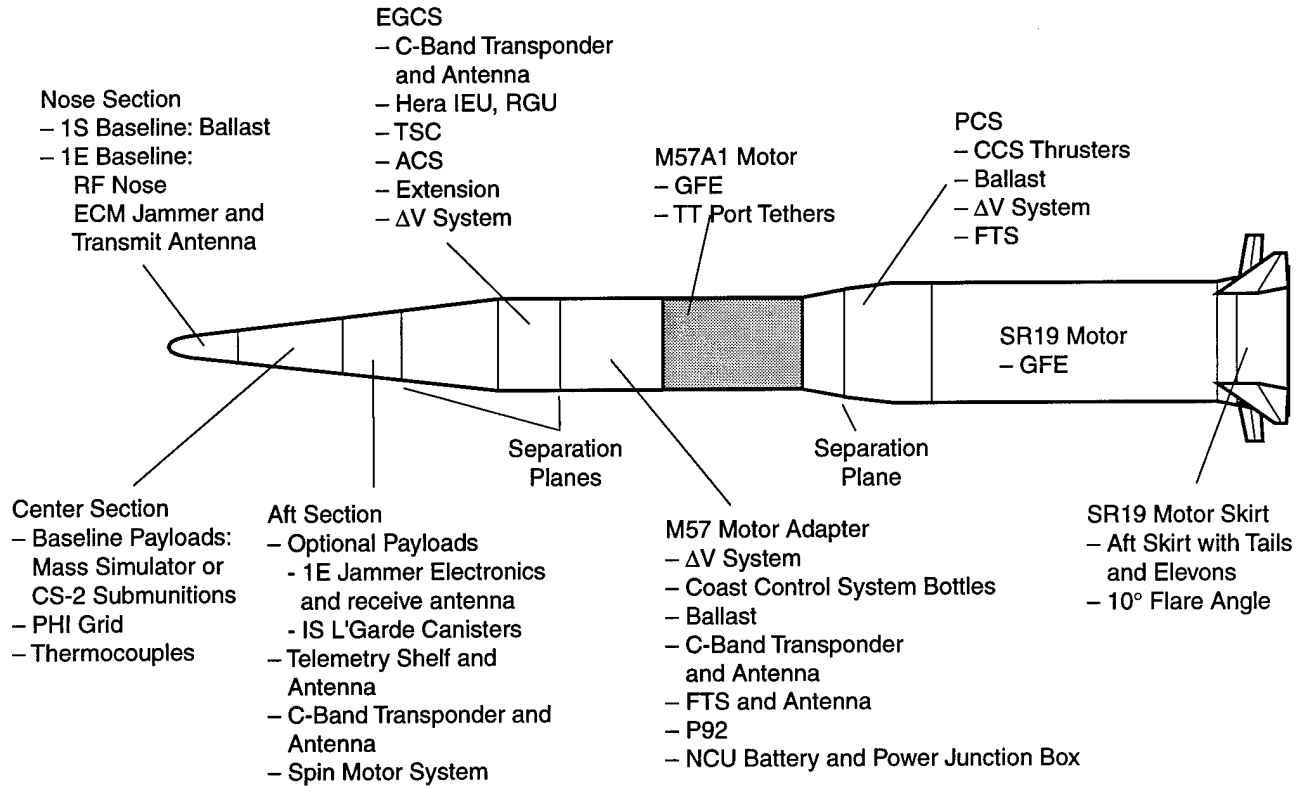 EGCS
– C-Band Transponder
and Antenna
– Hera IEU, RGU
– TSC
– ACS
– Extension
– ΔV System
Nose Section
– 1S Baseline: Ballast
– 1E Baseline:
RF Nose
ECM Jammer and
Transmit Antenna
M57A1 Motor
– GFE
– TT Port Tethers
PCS
– CCS Thrusters
– Ballast
– ΔV System
– FTS
SR19 Motor
– GFE
Separation
Planes
Separation
Plane
Center Section
– Baseline Payloads:
Mass Simulator or
CS-2 Submunitions
– PHI Grid
– Thermocouples
Aft Section
– Optional Payloads
- 1E Jammer Electronics
and receive antenna
- IS L'Garde Canisters
– Telemetry Shelf and
Antenna
– C-Band Transponder and
Antenna
– Spin Motor System
M57 Motor Adapter
– ΔV System
– Coast Control System Bottles
– Ballast
– C-Band Transponder
and Antenna
– FTS and Antenna
– P92
– NCU Battery and Power Junction Box
SR19 Motor Skirt
– Aft Skirt with Tails
and Elevons
– 10° Flare Angle